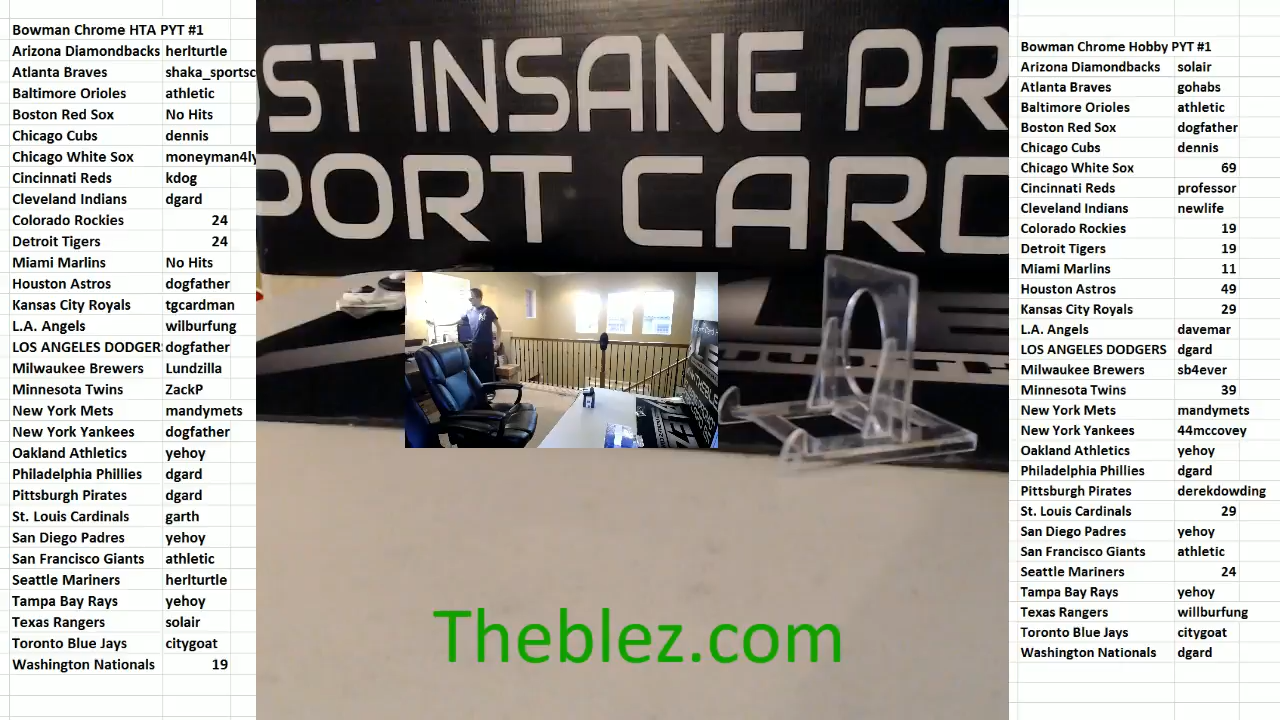 Bowman Chrome HTA PYT #1
Arizona Diamondbacks herlturtle
Atlanta Braves shaka_sportsc
Baltimore Orioles athletic
Boston Red Sox No Hits
Chicago Cubs dennis
Chicago White Sox moneyman4ly
Cincinnati Reds kdog
Cleveland Indians dgard
Colorado Rockies 24
Detroit Tigers 24
Miami Marlins No Hits
Houston Astros dogfather
Kansas City Royals tgcardman
L.A. Angels wilburfung
LOS ANGELES DODGER dogfather
Milwaukee Brewers Lundzilla
Minnesota Twins ZackP
New York Mets mandymets
New York Yankees dogfather
Oakland Athletics yehoy
Philadelphia Phillies dgard
Pittsburgh Pirates dgard
St. Louis Cardinals garth
San Diego Padres yehoy
San Francisco Giants athletic
Seattle Mariners herlturtle
Tampa Bay Rays yehoy
Texas Rangers solair
Toronto Blue Jays citygoat
Washington Nationals 19
OST INSANE PR
PORT CARD
Theblez.com
Bowman Chrome Hobby PYT #1
Arizona Diamondbacks solair
Atlanta Braves gohabs
Baltimore Orioles athletic
Boston Red Sox dogfather
Chicago Cubs dennis
Chicago White Sox 69
Cincinnati Reds professor
Cleveland Indians newlife
Colorado Rockies 19
Detroit Tigers 19
Miami Marlins 11
Houston Astros 49
Kansas City Royals 29
L.A. Angels davemar
LOS ANGELES DODGERS dgard
Milwaukee Brewers sb4ever
Minnesota Twins 39
New York Mets mandymets
New York Yankees 44mccovey
Oakland Athletics yehoy
Philadelphia Phillies dgard
Pittsburgh Pirates derekdowding
St. Louis Cardinals 29
San Diego Padres yehoy
San Francisco Giants athletic
Seattle Mariners 24
Tampa Bay Rays yehoy
Texas Rangers willburfung
Toronto Blue Jays citygoat
Washington Nationals dgard